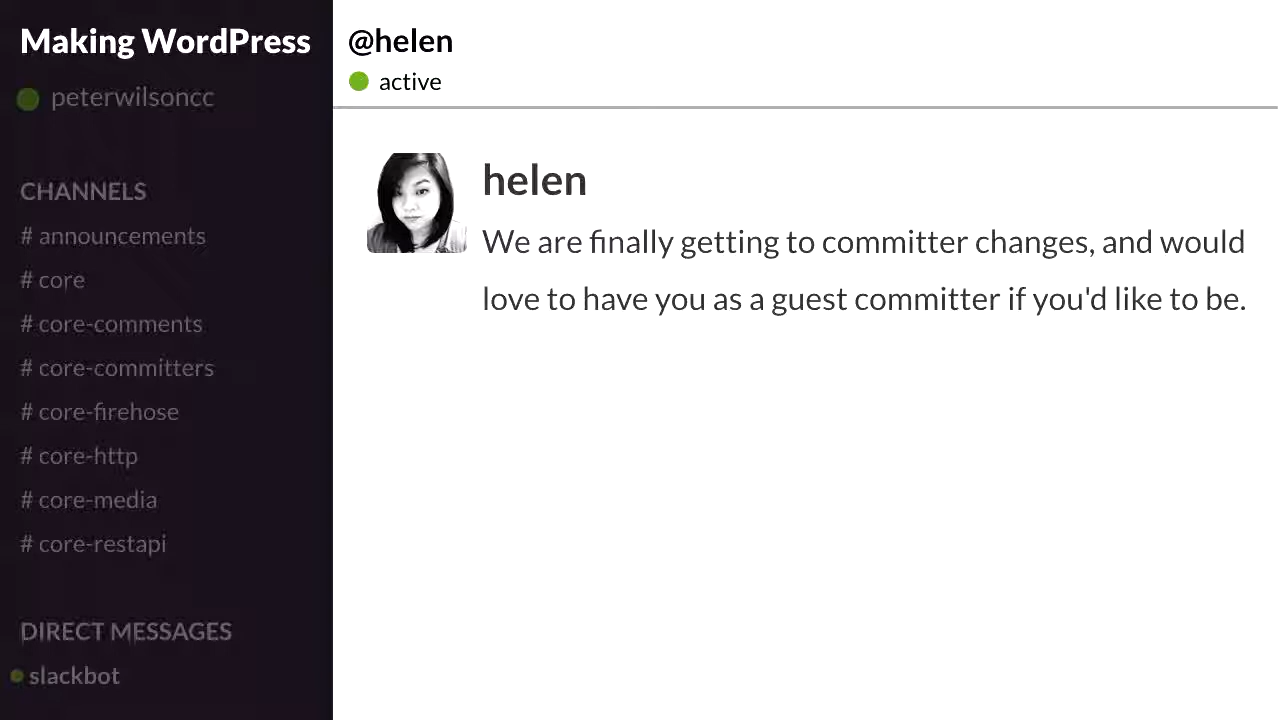 Making WordPress
peterwilsoncc
CHANNELS
# announcements
# core
# core-comments
# core-committers
# core-firehose
# core-http
# core-media
# core-restapi
DIRECT MESSAGES
slackbot
@helen
active
helen
We are finally getting to committer changes, and would
love to have you as a guest committer if you'd like to be.